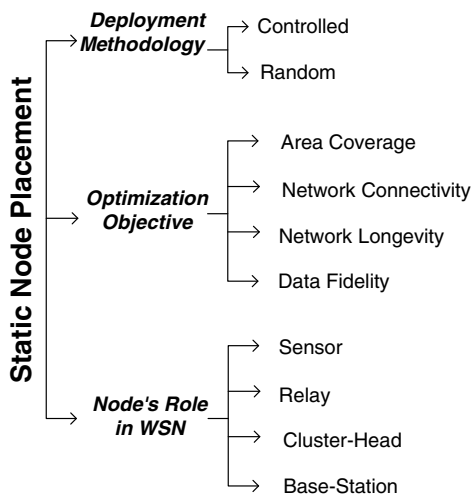 Static Node Placement
Deployment
Methodology
Controlled
Random
Optimization
Objective
Area Coverage
Network Connectivity
Network Longevity
Data Fidelity
Node's Role
in WSN
Sensor
Relay
Cluster-Head
Base-Station